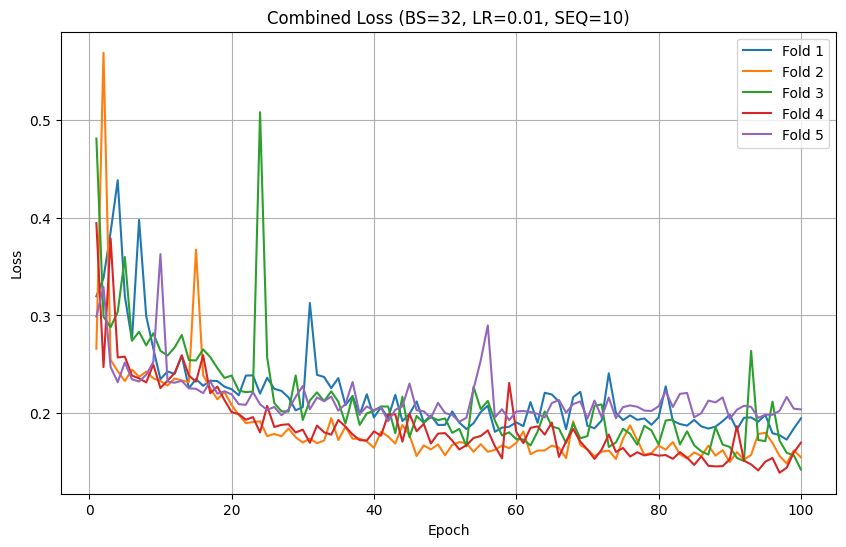 Combined Loss (BS=32, LR=0.01, SEQ=10)
Fold 1
Fold 2
Fold 3
Fold 4
Fold 5
Loss
0.5
0.4
0.3
0.2
0 20 40 60 80 100
Epoch